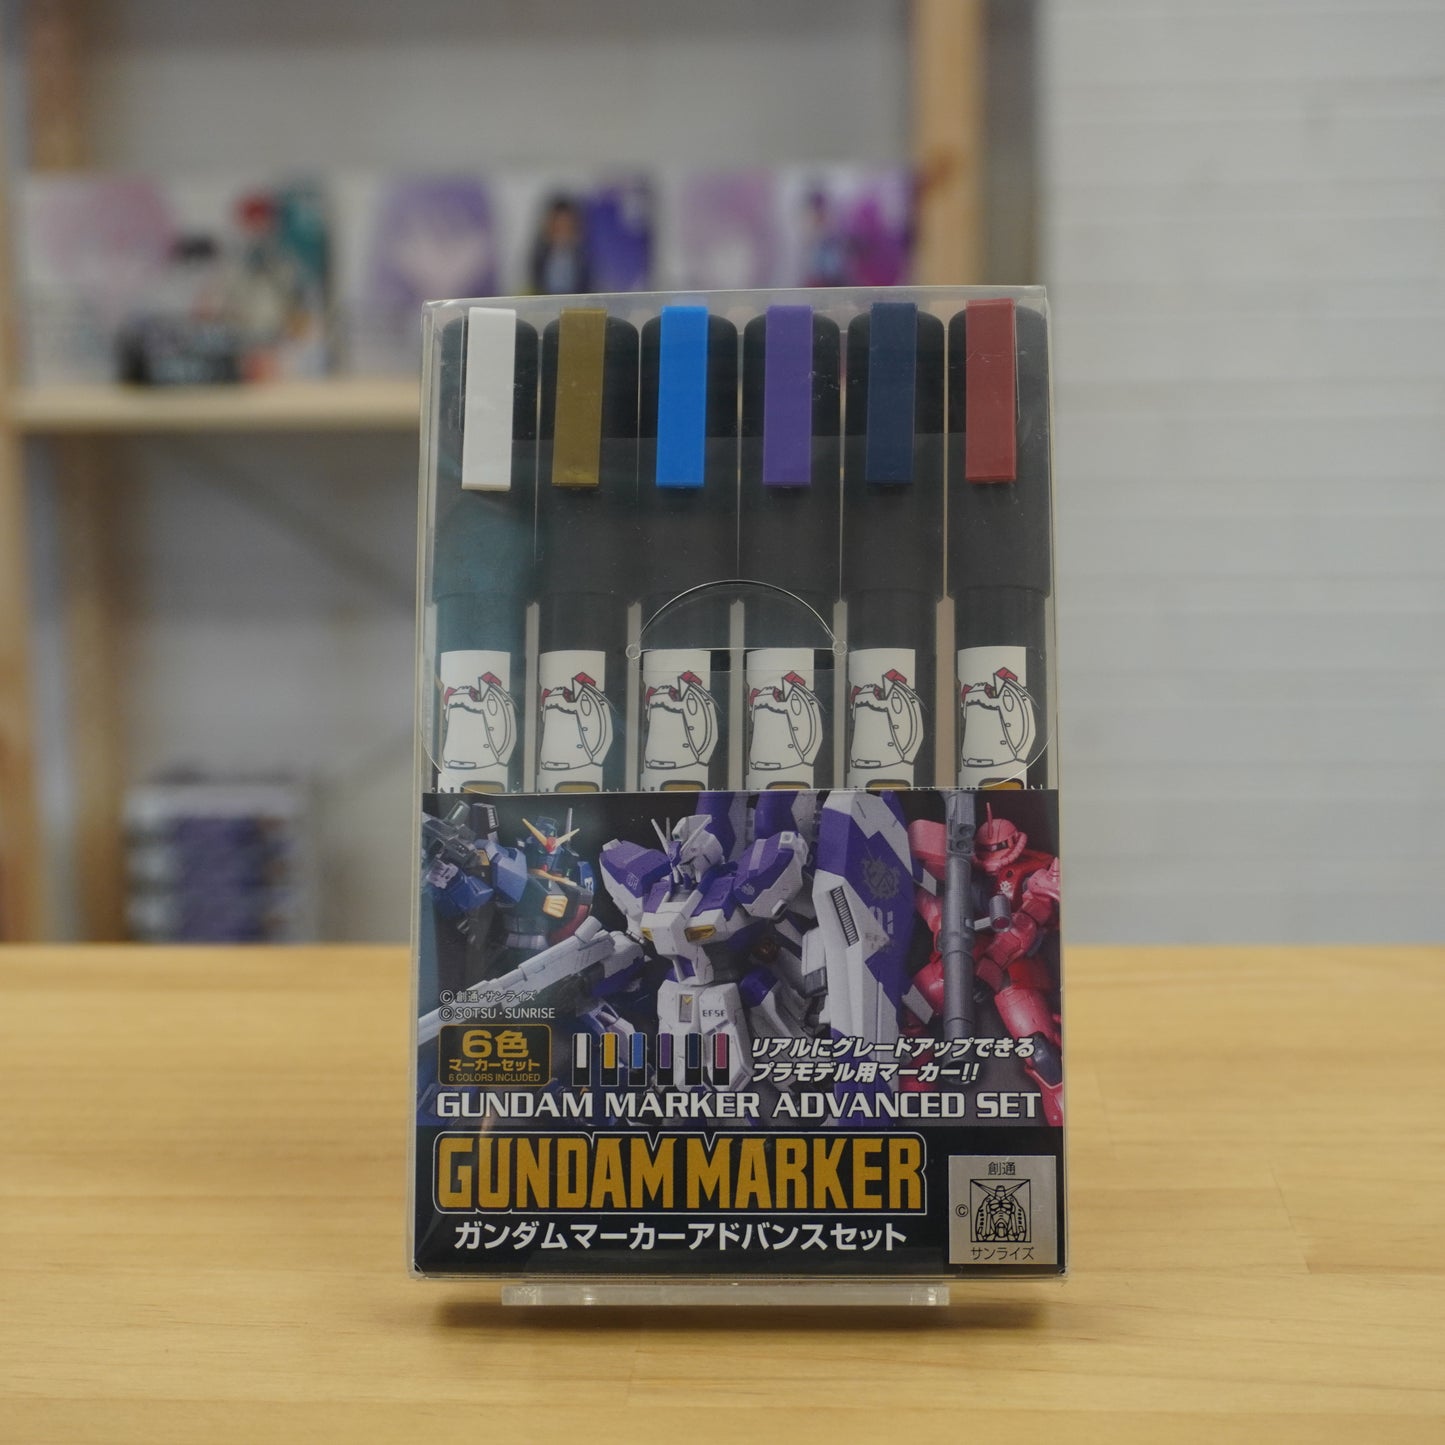 ©創通・サンライズ
©SOTSU・SUNRISE
6色
マーカーセット
6 COLORS INCLUDED
リアルにグレードアップできる
プラモデル用マーカー!!
EFSF
GUNDAM MARKER ADVANCED SET
GUNDAM MARKER
ガンダムマーカーアドバンスセット
創通
©
サンライズ